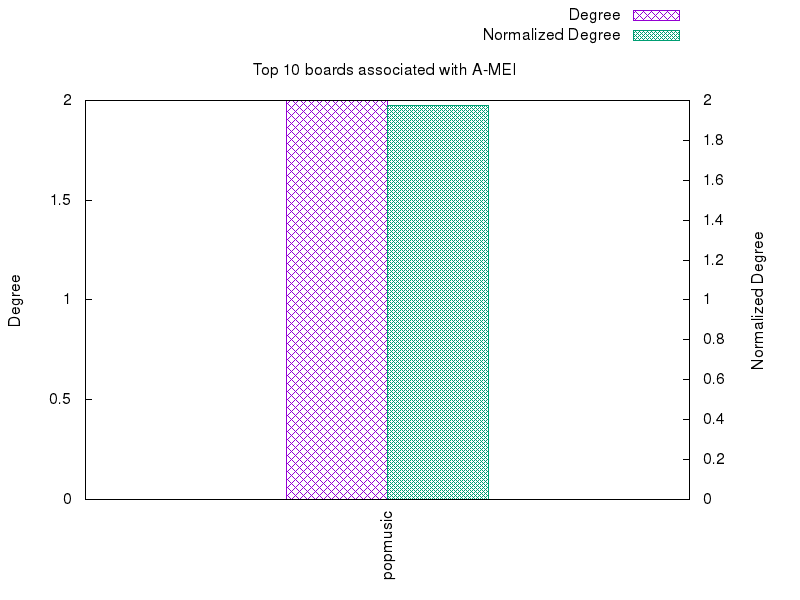 Degree
Normalized Degree
Top 10 boards associated with A-MEI
2
1.5
1
0.5
0
Degree
2
1.8
1.6
1.4
1.2
1
0.8
0.6
0.4
0.2
0
Normalized Degree
popmusic